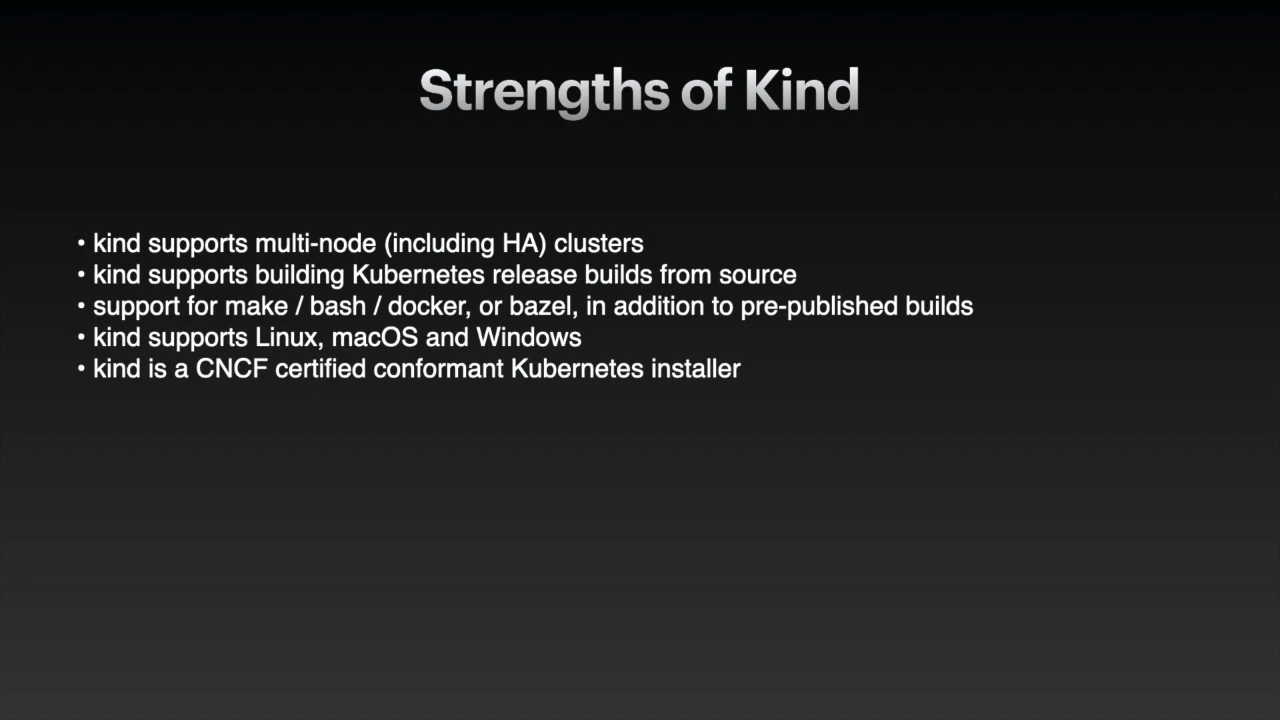 Strengths of Kind
• kind supports multi-node (including HA) clusters
• kind supports building Kubernetes release builds from source
• support for make / bash / docker, or bazel, in addition to pre-published builds
• kind supports Linux, macOS and Windows
• kind is a CNCF certified conformant Kubernetes installer